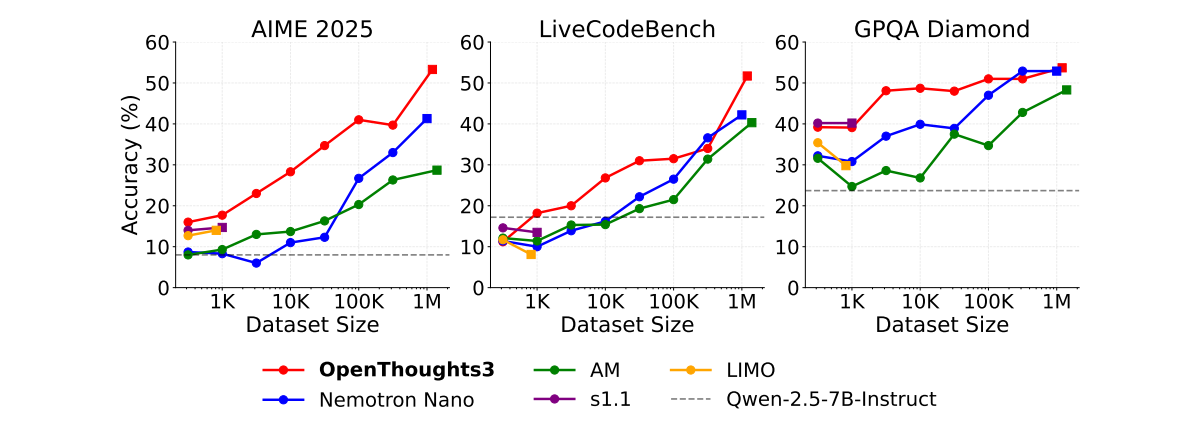 AIME 2025
LiveCodeBench
GPQA Diamond
Accuracy (%)
60
50
40
30
20
10
0
1K
10K
100K
1M
Dataset Size
60
50
40
30
20
10
0
1K
10K
100K
1M
Dataset Size
60
50
40
30
20
10
0
1K
10K
100K
1M
Dataset Size
OpenThoughts3
AM
LIMO
Nemotron Nano
s1.1
Qwen-2.5-7B-Instruct